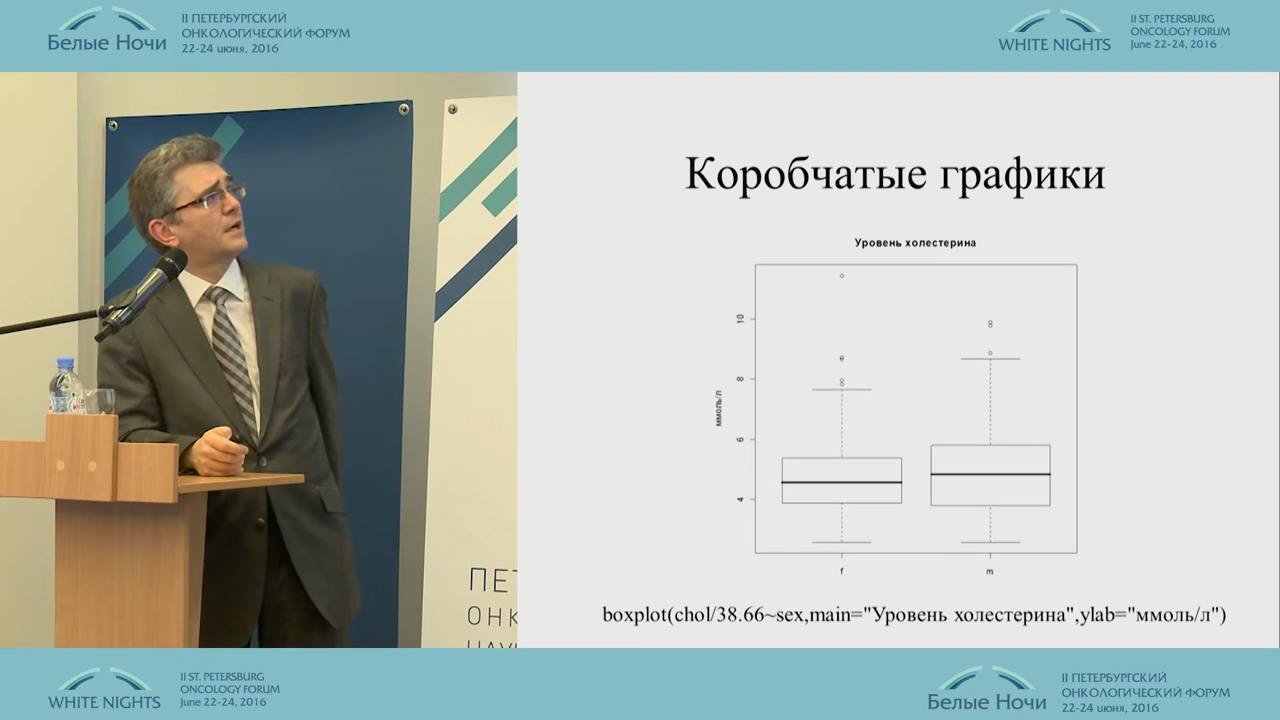 II ПЕТЕРБУРГСКИЙ
ОНКОЛОГИЧЕСКИЙ ФОРУМ
22-24 июня, 2016
Белые Ночи
II ST. PETERSBURG
ONCOLOGY FORUM
June 22-24, 2016
WHITE NIGHTS
Коробчатые графики
Уровень холестерина
ммоль/л
10
8
6
4
f
m
boxplot(chol/38.66~sex,main="Уровень холестерина",ylab="ммоль/л")
ПЕТ
ОНК
II ST. PETERSBURG
ONCOLOGY FORUM
June 22-24, 2016
WHITE NIGHTS
II ПЕТЕРБУРГСКИЙ
ОНКОЛОГИЧЕСКИЙ ФОРУМ
22-24 июня, 2016
Белые Ночи